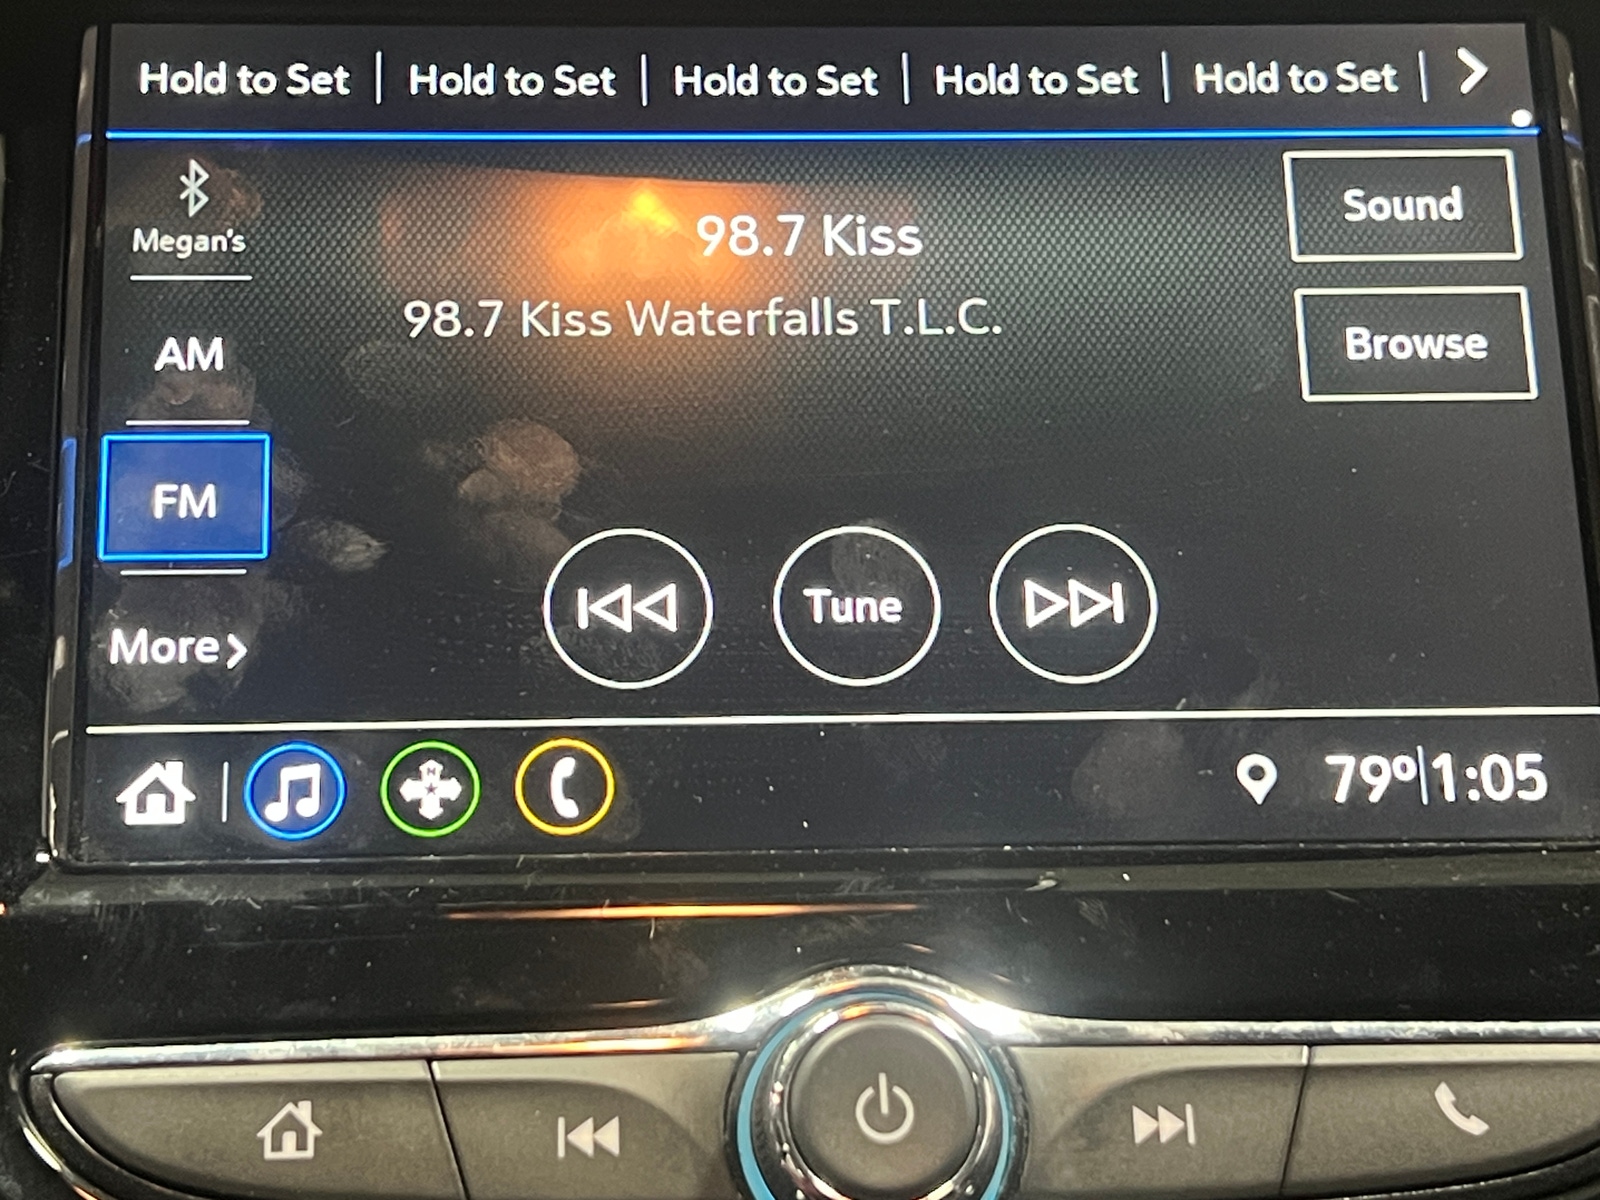 Hold to Set | Hold to Set | Hold to Set | Hold to Set | Hold to Set |
Megan's
98.7 Kiss
Sound
98.7 Kiss Waterfalls T.L.C.
AM
Browse
FM
Tune
More
N
79°|1:05